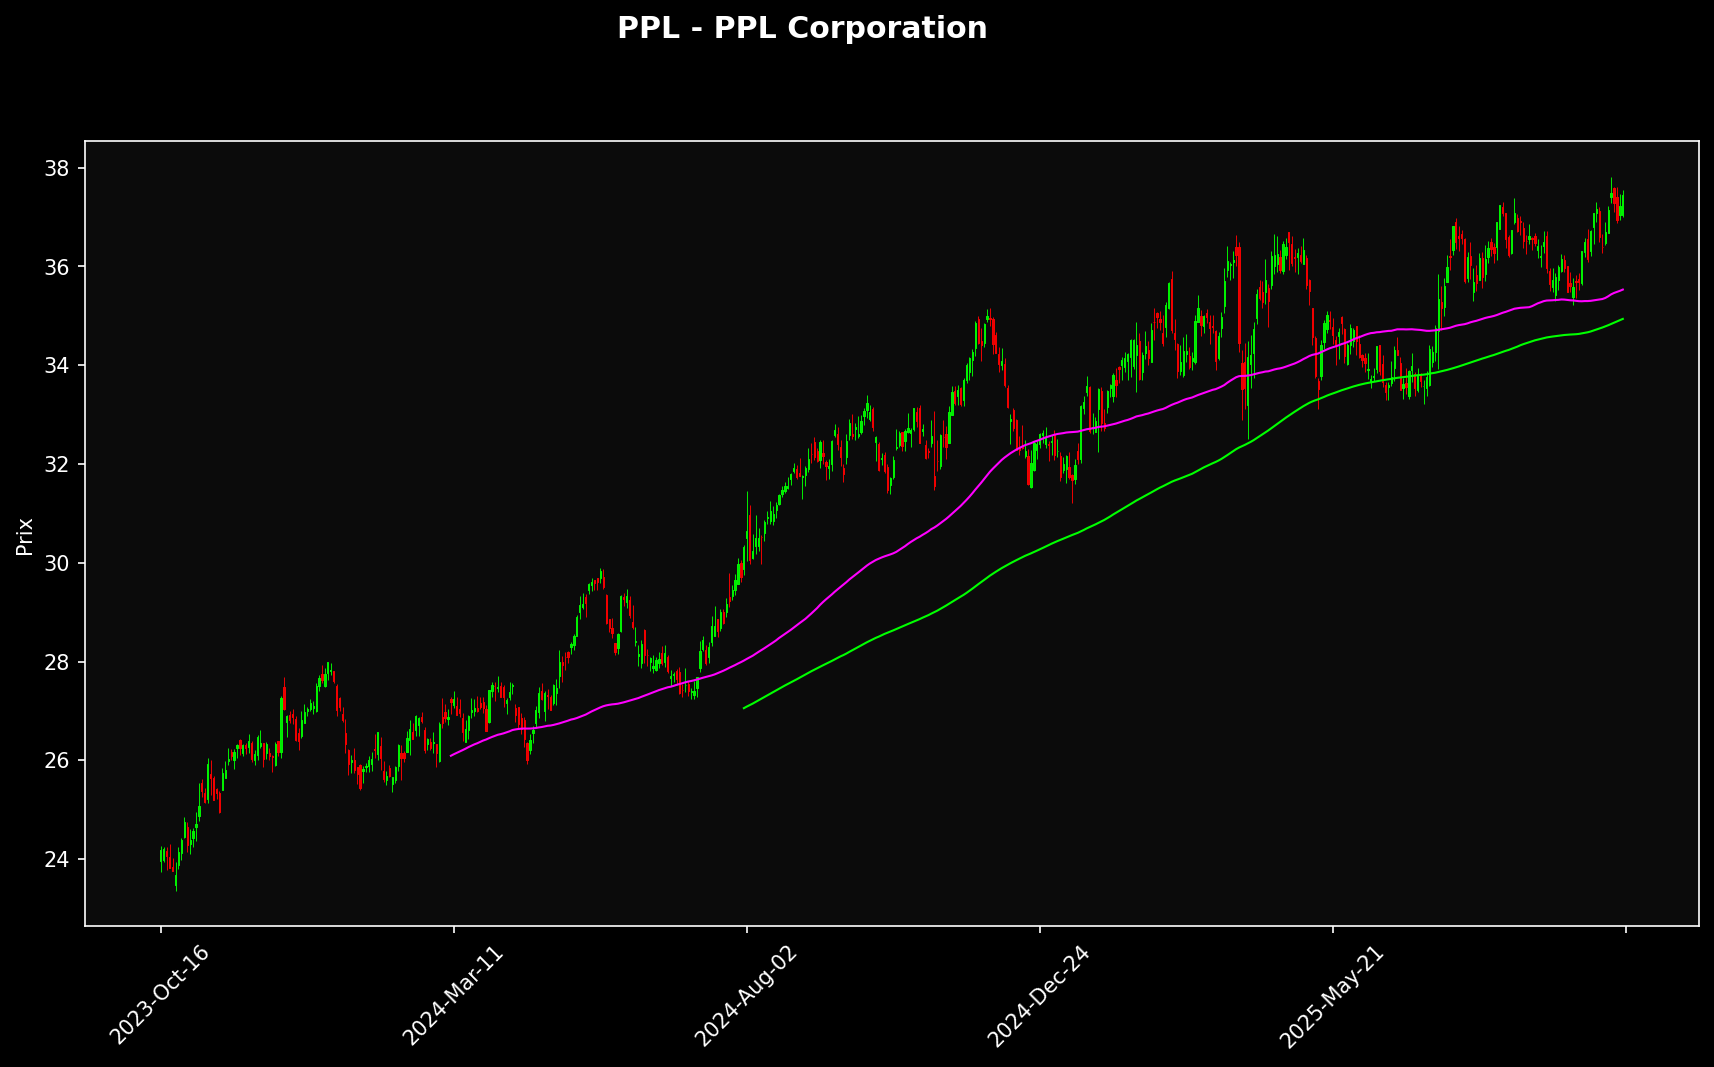 PPL - PPL Corporation
Prix
38
36
34
32
30
28
26
24
2023-Oct-16
2024-Mar-11
2024-Aug-02
2024-Dec-24
2025-May-21